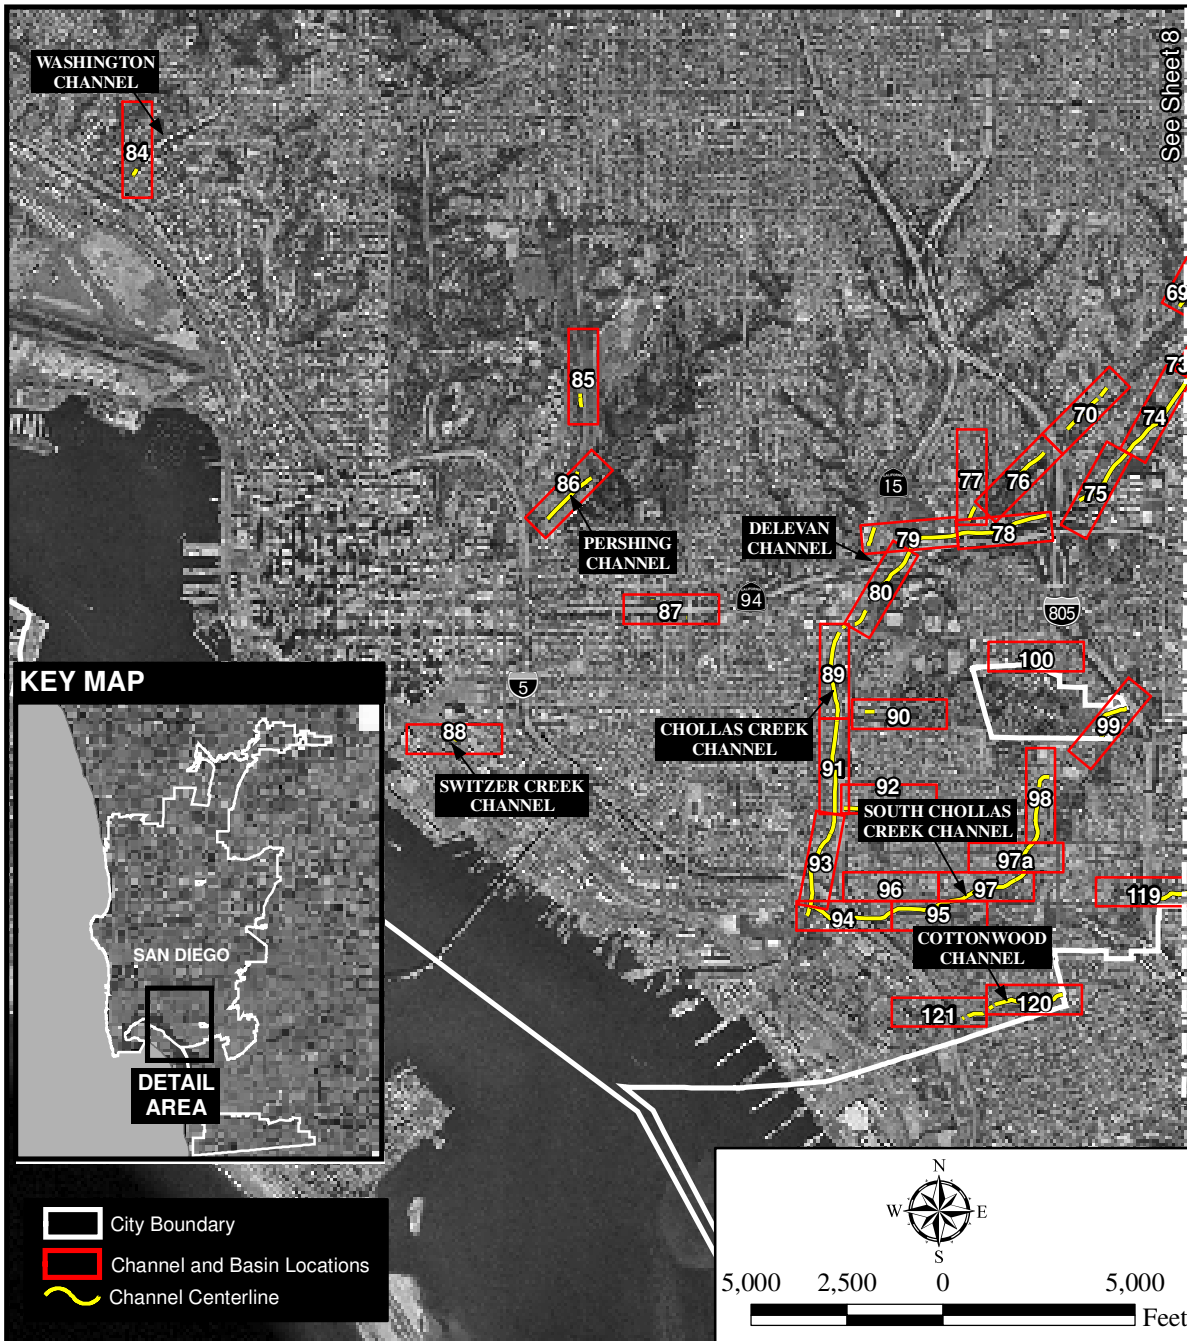 See Sheet 8
WASHINGTON
CHANNEL
84
69
73
85
70
74
86
77
76
75
CALIFORNIA
15
PERSHING
CHANNEL
DELEVAN
CHANNEL
79
78
80
CALIFORNIA
94
87
805
100
89
5
88
90
99
CHOLLAS CREEK
CHANNEL
SWITZER CREEK
CHANNEL
91
92
98
SOUTH CHOLLAS
CREEK CHANNEL
93
97a
96
97
119
94
95
COTTONWOOD
CHANNEL
121
120
KEY MAP
SAN DIEGO
DETAIL
AREA
City Boundary
Channel and Basin Locations
Channel Centerline
N
W
E
S
5,000
2,500
0
5,000
Feet